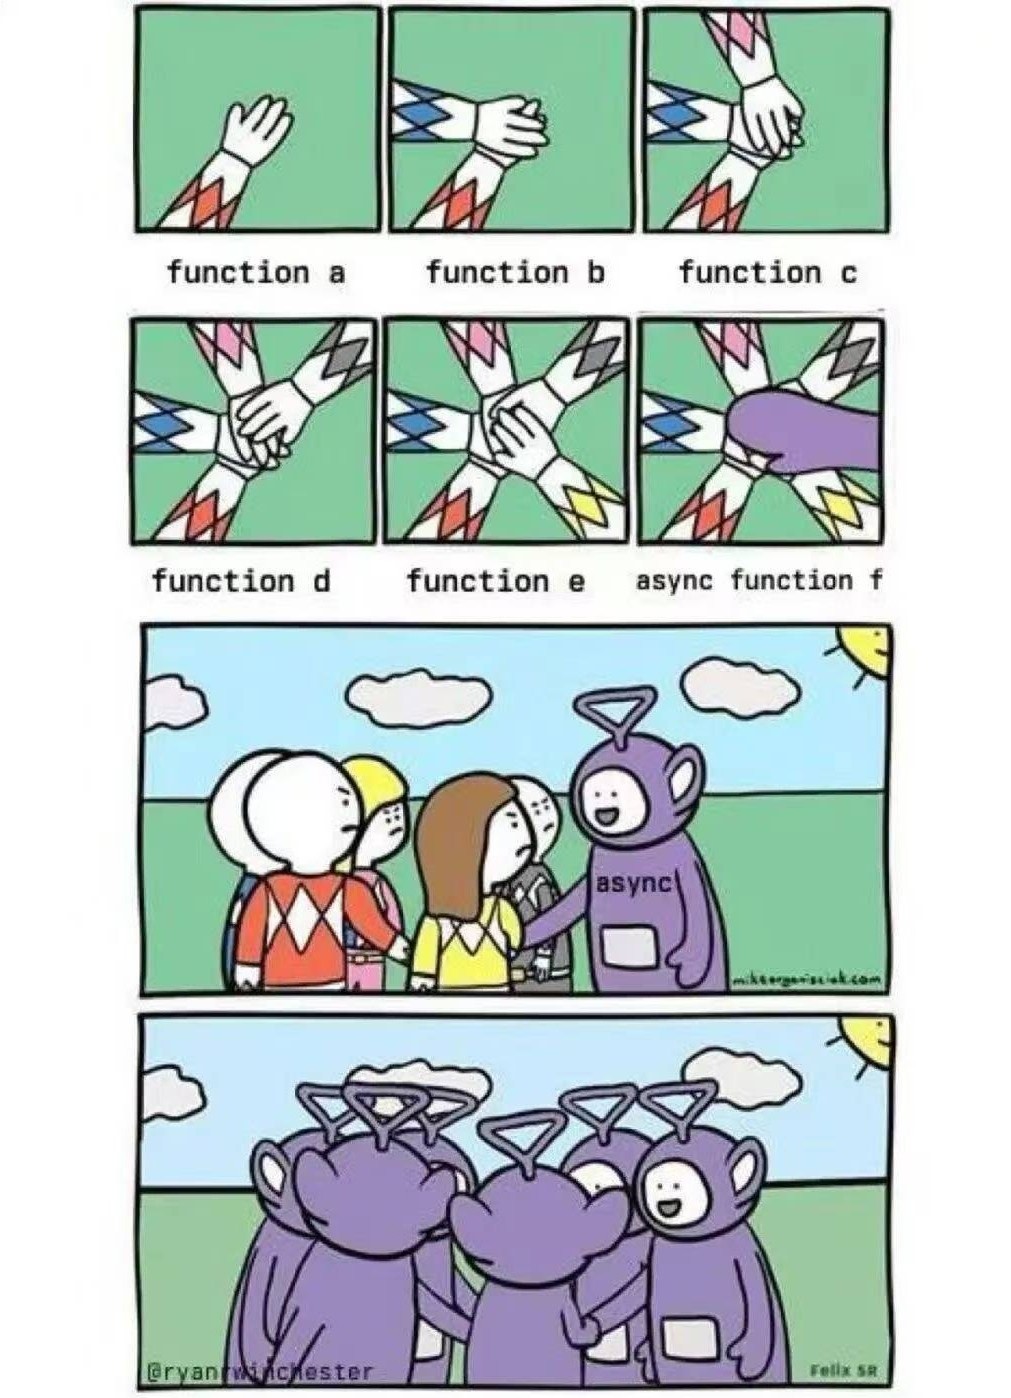 function a
function b
function c
function d
function e
async function f
async
@ryanrwinchester
Felix SR